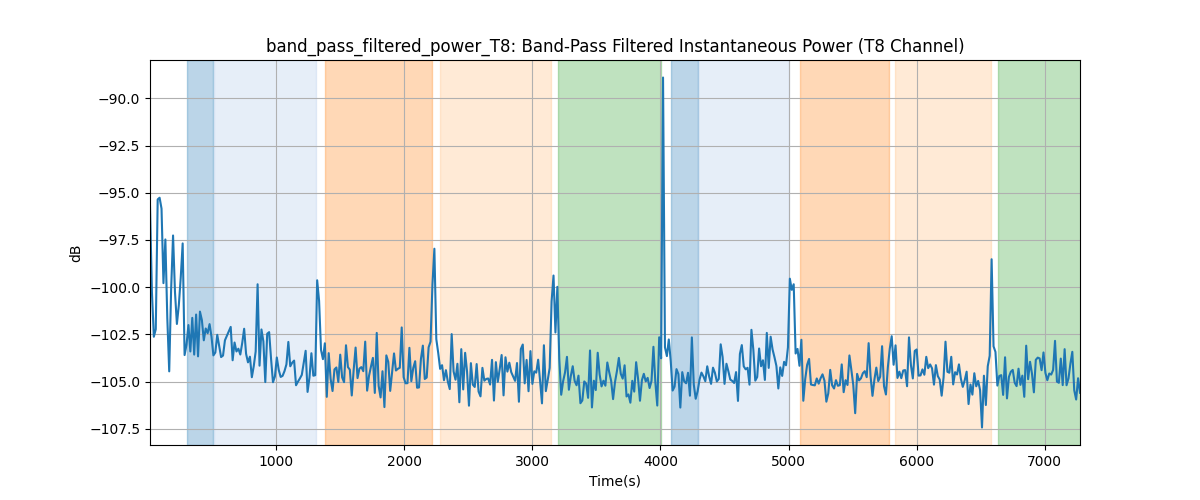 band_pass_filtered_power_T8: Band-Pass Filtered Instantaneous Power (T8 Channel)
−90.0
−92.5
−95.0
−97.5
−100.0
−102.5
−105.0
−107.5
dB
1000 2000 3000 4000 5000 6000 7000
Time(s)